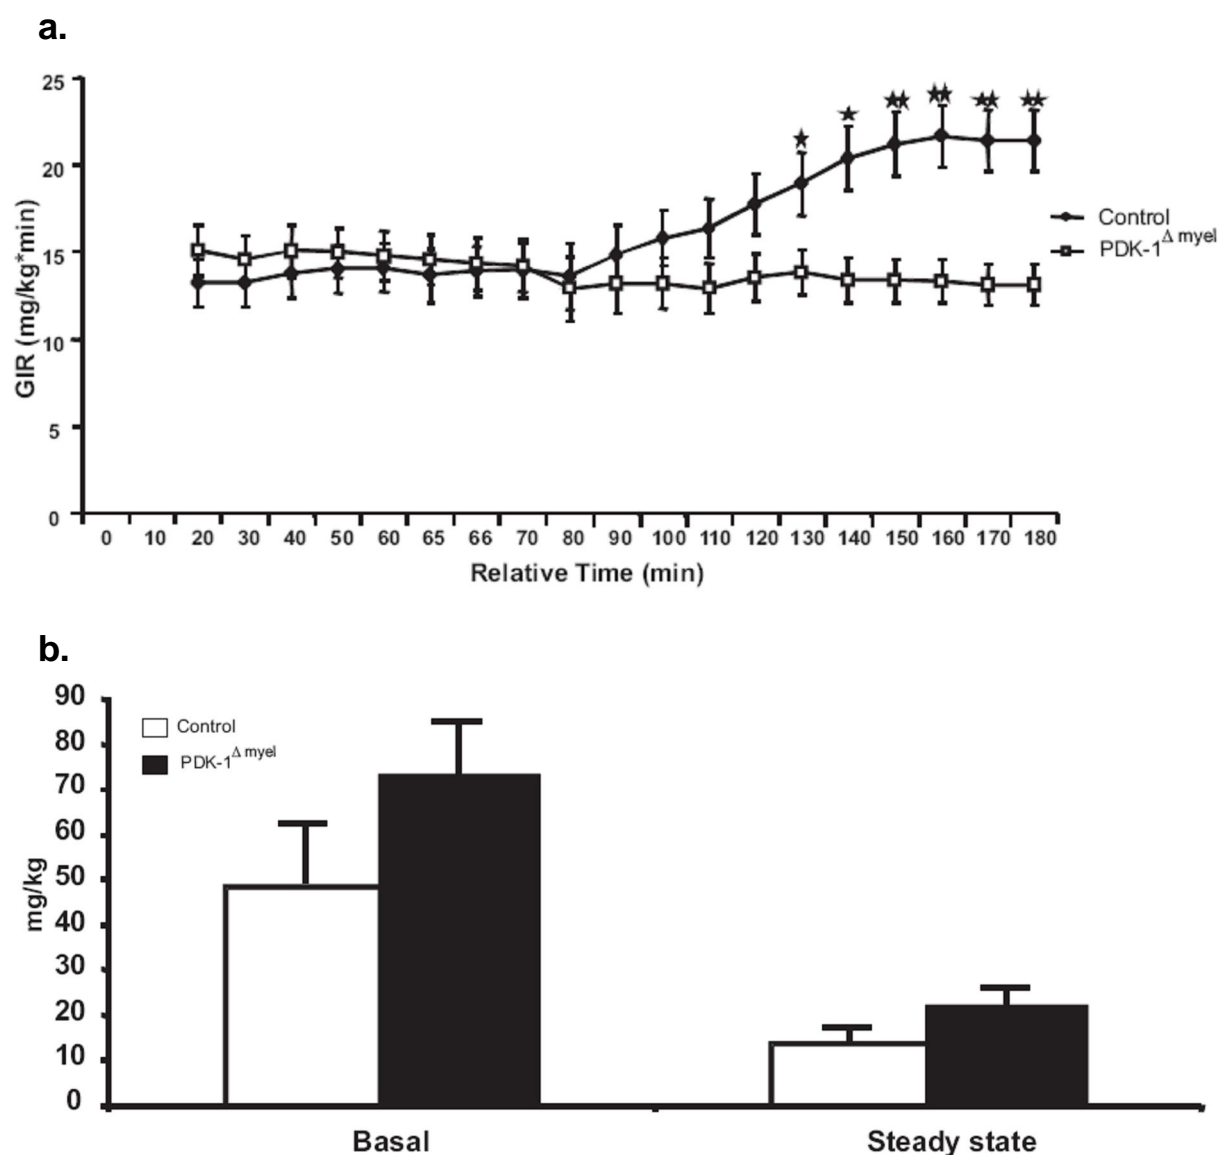 a.
25
20
15
10
5
0
GIR (mg/kg*min)
Control
PDK-1Δ myel
0 10 20 30 40 50 60 65 66 70 80 90 100 110 120 130 140 150 160 170 180
Relative Time (min)
b.
90
80
70
60
50
40
30
20
10
0
mg/kg
Control
PDK-1Δ myel
Basal Steady state